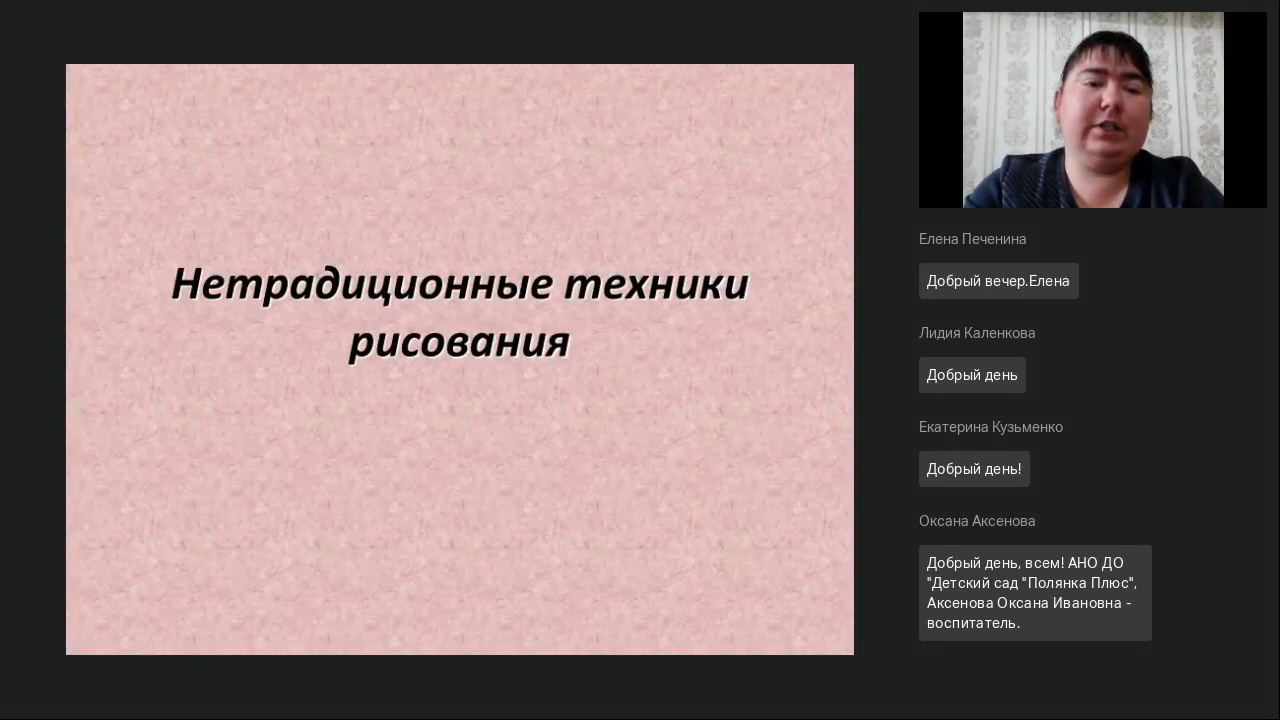 Нетрадиционные техники
рисования
Елена Печенина
Добрый вечер.Елена
Лидия Каленкова
Добрый день
Екатерина Кузьменко
Добрый день!
Оксана Аксенова
Добрый день, всем! АНО ДО
"Детский сад "Полянка Плюс",
Аксенова Оксана Ивановна -
воспитатель.